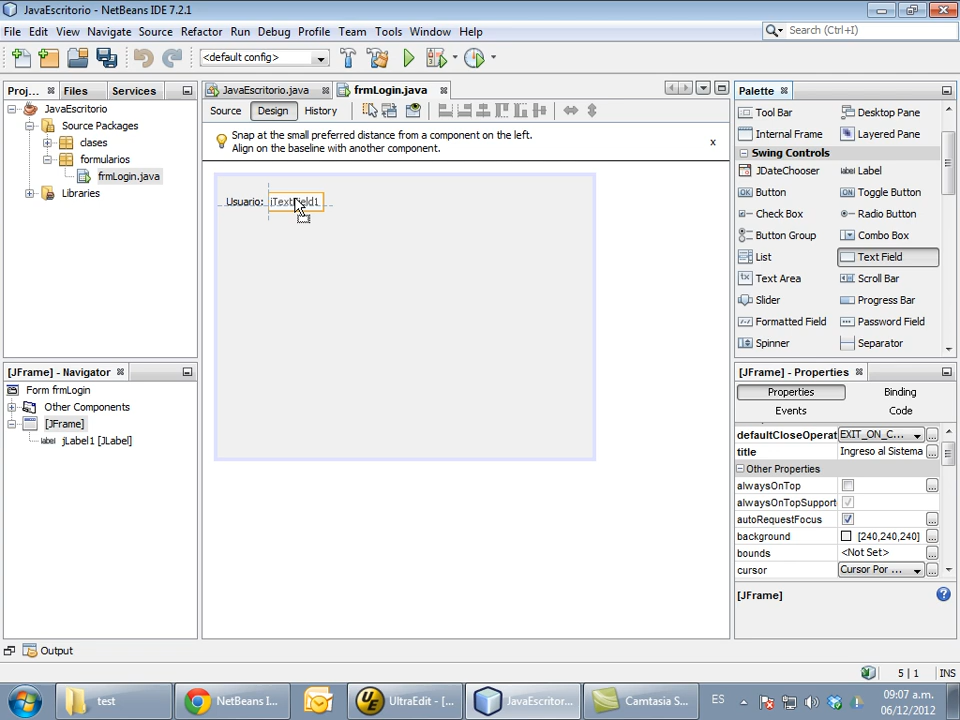 JavaEscritorio - NetBeans IDE 7.2.1
File Edit View Navigate Source Refactor Run Debug Profile Team Tools Window Help
Search (Ctrl+I)
<default config>
Proj... Files Services
JavaEscritorio.java frmLogin.java
Palette
Source Design History
JavaEscritorio
Source Packages
clases
formularios
frmLogin.java
Libraries
Snap at the small preferred distance from a component on the left.
Align on the baseline with another component.
x
Usuario: jTextField1
Tool Bar Desktop Pane
Internal Frame Layered Pane
Swing Controls
JDateChooser Label
Button Toggle Button
Check Box Radio Button
Button Group Combo Box
List Text Field
Text Area Scroll Bar
Slider Progress Bar
Formatted Field Password Field
Spinner Separator
[JFrame] - Navigator
Form frmLogin
Other Components
[JFrame]
label jLabel1 [JLabel]
[JFrame] - Properties
Properties Binding
Events Code
defaultCloseOperat EXIT_ON_C...
title Ingreso al Sistema
Other Properties
alwaysOnTop
alwaysOnTopSupport
autoRequestFocus
background [240,240,240]
bounds <Not Set>
cursor Cursor Por ...
[JFrame]
Output
5 | 1 INS
test
NetBeans I...
UltraEdit - [...
JavaEscritor...
Camtasia S...
ES
09:07 a.m.
06/12/2012